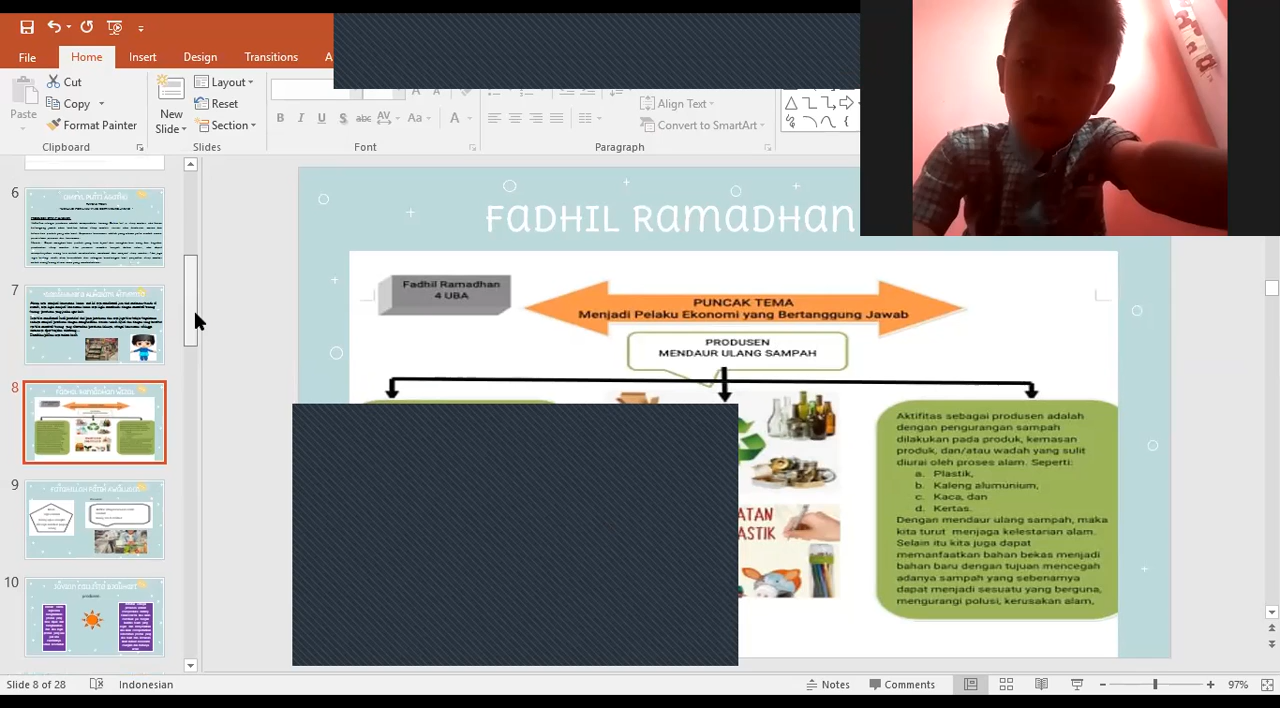 File
Home
Insert
Design
Transitions
A
Cut
Copy
Format Painter
Paste
Clipboard
New
Slide
Layout
Reset
Section
Slides
B I U S abc AV Aa A
Font
Align Text
Convert to SmartArt
Paragraph
6
7
8
9
10
FADHIL RAMADHAN
Fadhil Ramadhan
4 UBA
PUNCAK TEMA
Menjadi Pelaku Ekonomi yang Bertanggung Jawab
PRODUSEN
MENDAUR ULANG SAMPAH
ATAN
ASTIK
Aktifitas sebagai produsen adalah
dengan pengurangan sampah
dilakukan pada produk, kemasan
produk, dan/atau wadah yang sulit
diurai oleh proses alam. Seperti:
a. Plastik,
b. Kaleng alumunium,
c. Kaca, dan
d. Kertas.
Dengan mendaur ulang sampah, maka
kita turut menjaga kelestarian alam.
Selain itu kita juga dapat
memanfaatkan bahan bekas menjadi
bahan baru dengan tujuan mencegah
adanya sampah yang sebenarnya
dapat menjadi sesuatu yang berguna,
mengurangi polusi, kerusakan alam,
Slide 8 of 28
Indonesian
Notes
Comments
97%